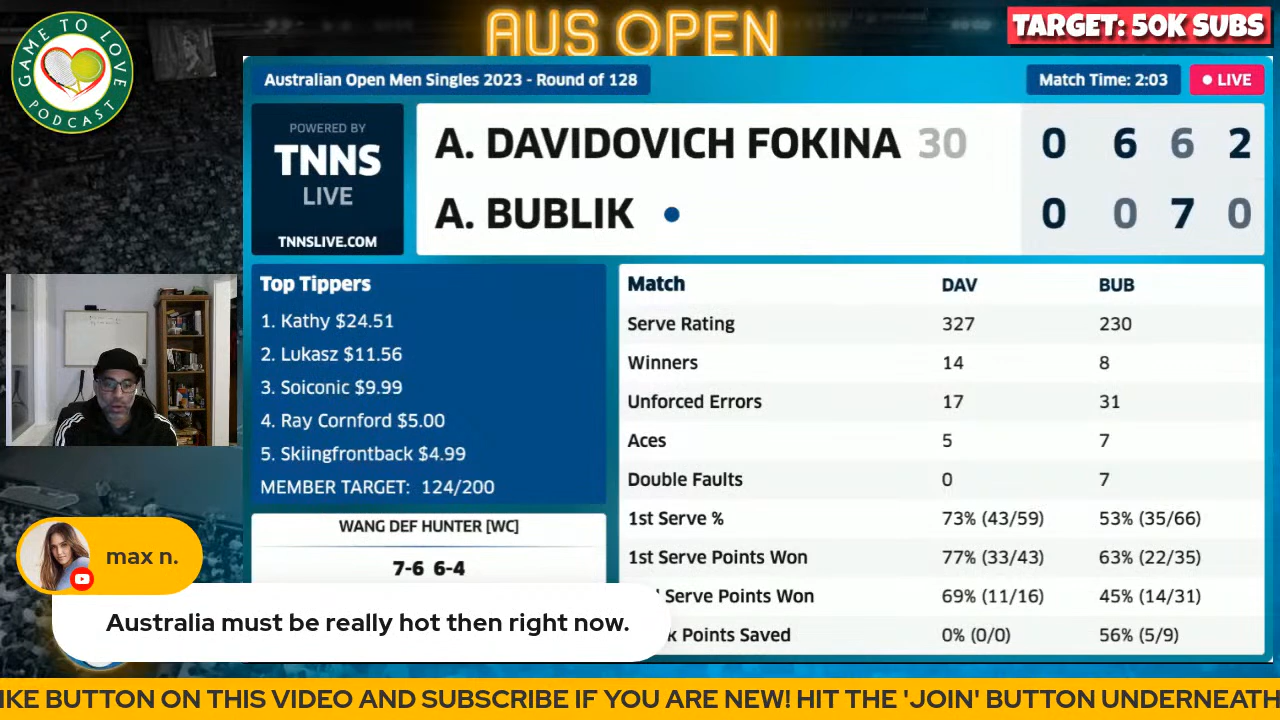 AUS OPEN
GAME TO LOVE
PODCAST
TARGET: 50K SUBS
Australian Open Men Singles 2023 - Round of 128
Match Time: 2:03
LIVE
POWERED BY
TNNS
LIVE
TNNSLIVE.COM
A. DAVIDOVICH FOKINA 30 0 6 6 2
A. BUBLIK 0 0 7 0
Top Tippers
1. Kathy $24.51
2. Lukasz $11.56
3. Soiconic $9.99
4. Ray Cornford $5.00
5. Skiingfrontback $4.99
MEMBER TARGET: 124/200
WANG DEF HUNTER [WC]
7-6 6-4
Match DAV BUB
Serve Rating 327 230
Winners 14 8
Unforced Errors 17 31
Aces 5 7
Double Faults 0 7
1st Serve % 73% (43/59) 53% (35/66)
1st Serve Points Won 77% (33/43) 63% (22/35)
Serve Points Won 69% (11/16) 45% (14/31)
k Points Saved 0% (0/0) 56% (5/9)
max n.
Australia must be really hot then right now.
IKE BUTTON ON THIS VIDEO AND SUBSCRIBE IF YOU ARE NEW! HIT THE 'JOIN' BUTTON UNDERNEATH